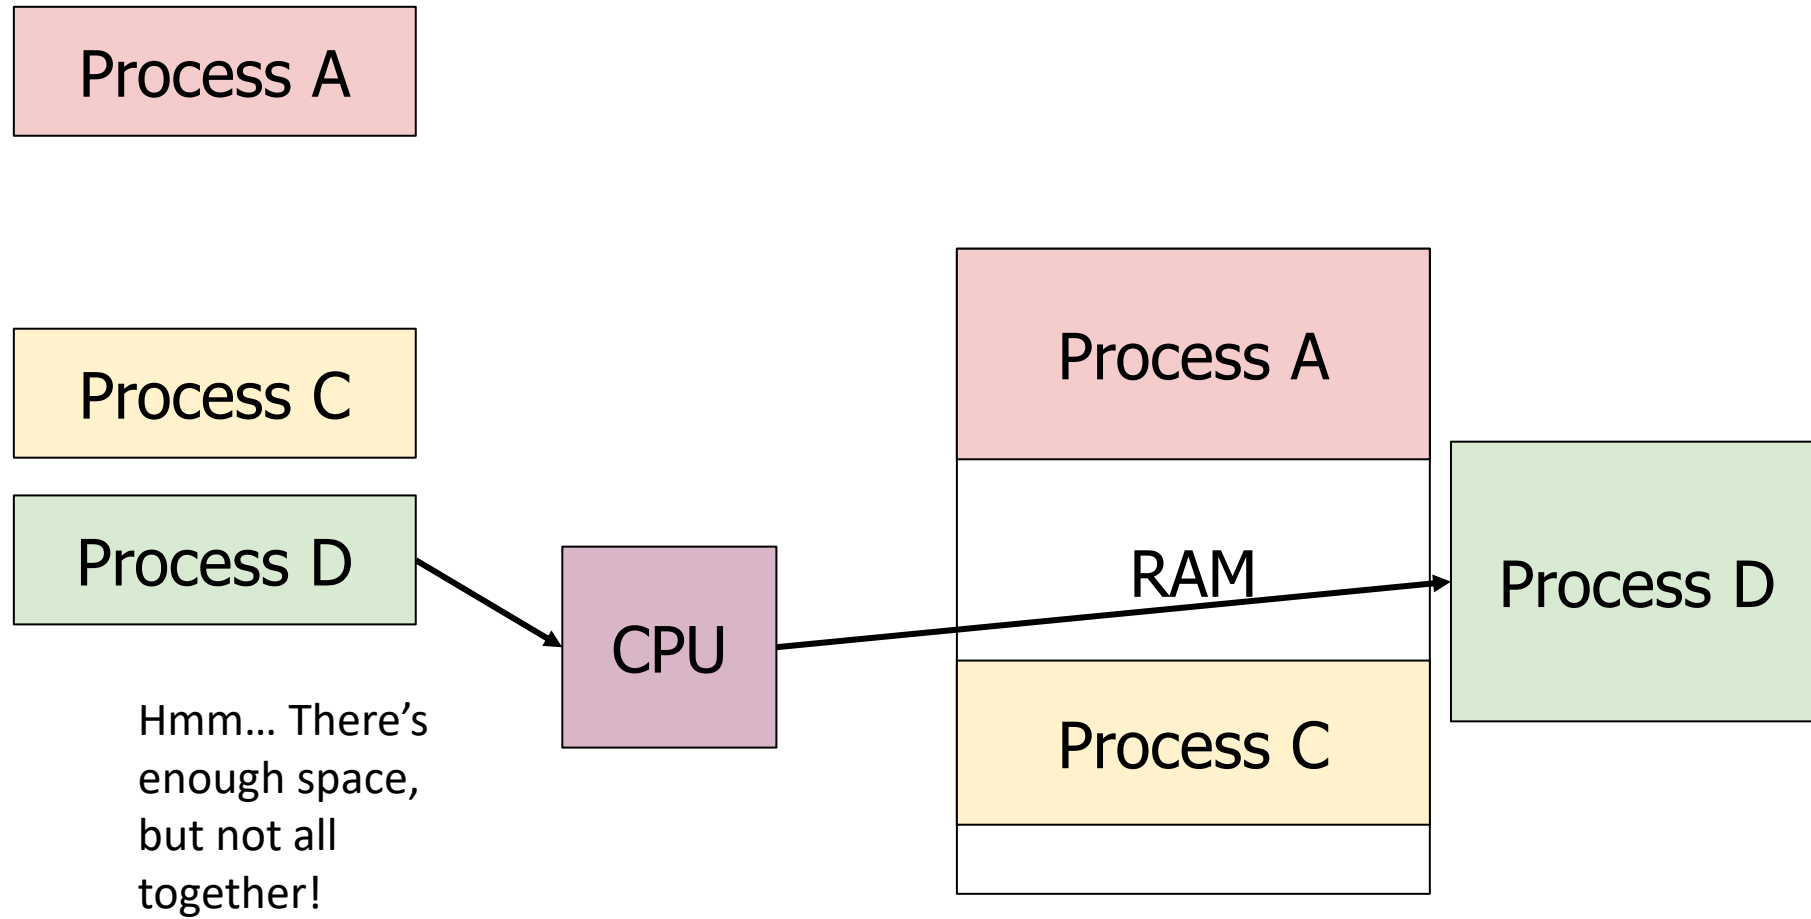 Process A
Process C
Process D
Hmm… There’s
enough space,
but not all
together!
CPU
Process A
RAM
Process C
Process D